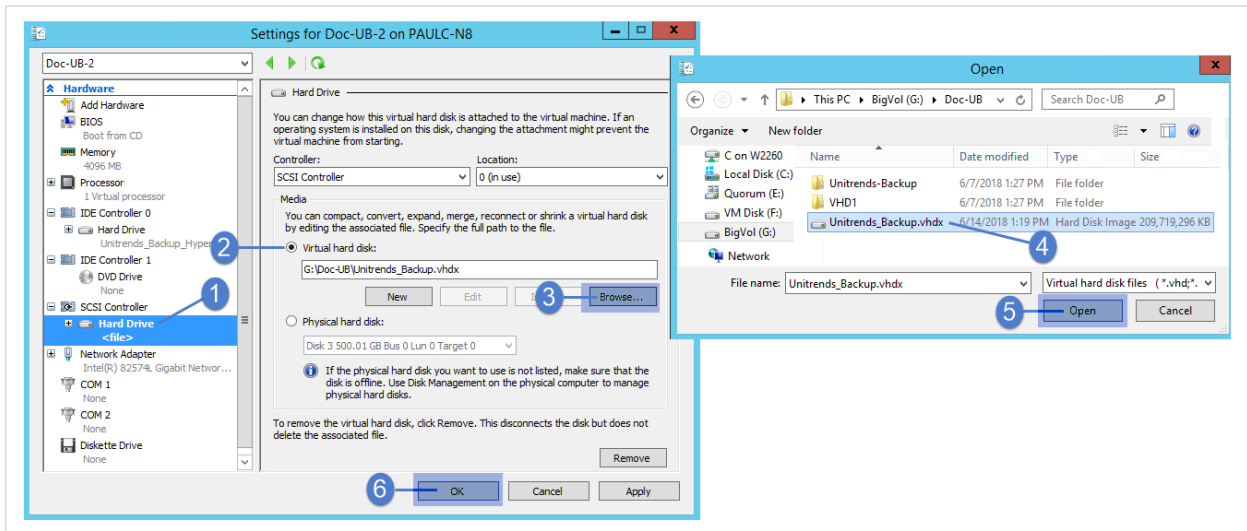 Settings for Doc-UB-2 on PAULC-N8
Doc-UB-2
Hardware
Add Hardware
BIOS
Boot from CD
Memory
4096 MB
Processor
1 Virtual processor
IDE Controller 0
Hard Drive
Unitrends_Backup_Hyper
IDE Controller 1
DVD Drive
None
SCSI Controller
Hard Drive
<file>
Network Adapter
Intel(R) 82574L Gigabit Networ...
COM 1
None
COM 2
None
Diskette Drive
None
1
Hard Drive
You can change how this virtual hard disk is attached to the virtual machine. If an
operating system is installed on this disk, changing the attachment might prevent the
virtual machine from starting.
Controller: Location:
SCSI Controller 0 (in use)
Media
You can compact, convert, expand, merge, reconnect or shrink a virtual hard disk
by editing the associated file. Specify the full path to the file.
2 Virtual hard disk:
G:\Doc-UB\Unitrends_Backup.vhdx
New Edit I 3 Browse...
Physical hard disk:
Disk 3 500.01 GB Bus 0 Lun 0 Target 0
If the physical hard disk you want to use is not listed, make sure that the
disk is offline. Use Disk Management on the physical computer to manage
physical hard disks.
To remove the virtual hard disk, click Remove. This disconnects the disk but does not
delete the associated file.
Remove
6 OK Cancel Apply
Open
This PC BigVol (G:) Doc-UB Search Doc-UB
Organize New folder
C on W2260
Local Disk (C:)
Quorum (E:)
VM Disk (F:)
BigVol (G:)
Network
Name Date modified Type Size
Unitrends-Backup 6/7/2018 1:27 PM File folder
VHD1 6/7/2018 1:27 PM File folder
Unitrends_Backup.vhdx 6/14/2018 1:19 PM Hard Disk Image 209,719,296 KB
4
File name: Unitrends_Backup.vhdx Virtual hard disk files (*.vhd;*.
5 Open Cancel